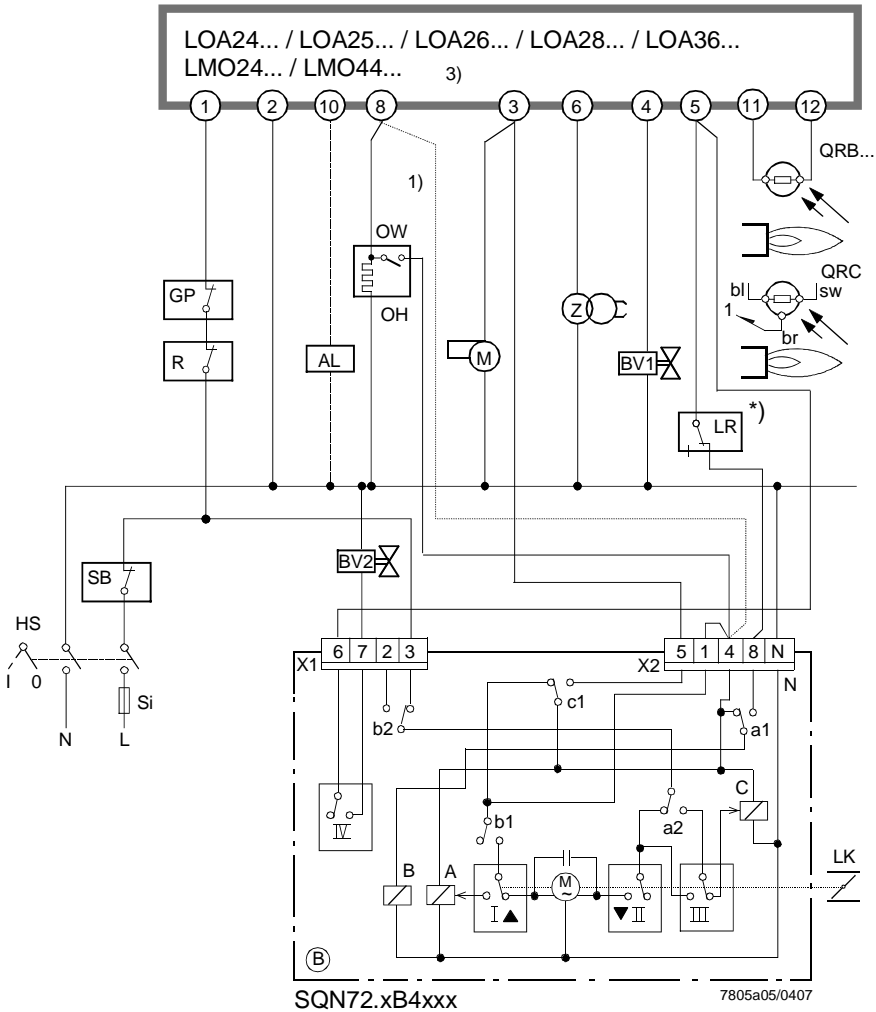 LOA24... / LOA25... / LOA26... / LOA28... / LOA36...
LMO24... / LMO44... 3)
1 2 10 8 3 6 4 5 11 12
QRB...
1)
OW
QRC
bl sw
GP
OH
Z
1
br
R AL M BV1
*)
LR
BV2
SB
HS
X1 6 7 2 3 X2 5 1 4 8 N
I 0
Si
N
c1
b2 a1
N L
C
IV b1 a2
B A M
~
LK
I II III
B
SQN72.xB4xxx
7805a05/0407